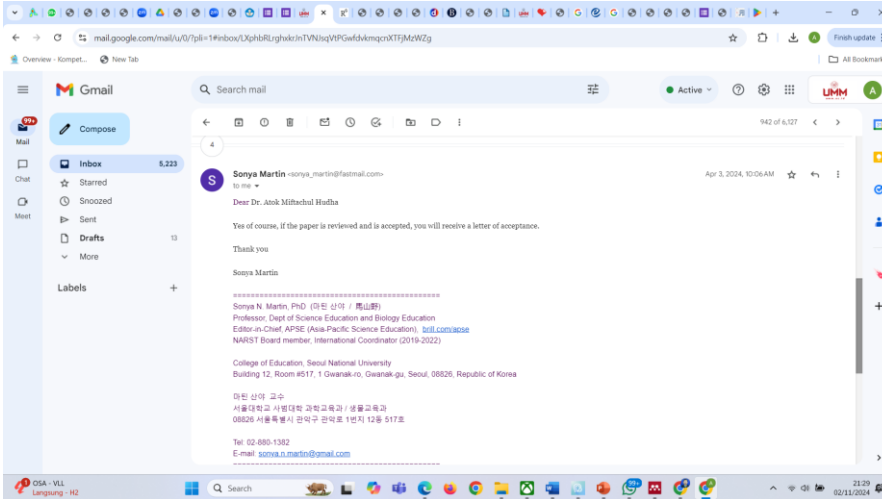 mail.google.com/mail/u/0/?pli=1#inbox/
Finish update
Overview - Kompet...
New Tab
All Bookmark
Gmail
Search mail
Active
UMM
A
99+
Mail
Compose
942 of 6,127
4
Inbox
5,223
Chat
Starred
Meet
Snoozed
Sent
Drafts
13
More
Labels
S
Sonya Martin <sonya_martin@fastmail.com>
Apr 3, 2024, 10:06 AM
to me
Dear Dr. Atok Miftachul Hudha
Yes of course, if the paper is reviewed and is accepted, you will receive a letter of acceptance.
Thank you
Sonya Martin
================================================
Sonya N. Martin, PhD (마틴 산야 / 馬山野)
Professor, Dept of Science Education and Biology Education
Editor-in-Chief, APSE (Asia-Pacific Science Education), brill.com/apse
NARST Board member, International Coordinator (2019-2022)
College of Education, Seoul National University
Building 12, Room #517, 1 Gwanak-ro, Gwanak-gu, Seoul, 08826, Republic of Korea
마틴 산야 교수
서울대학교 사범대학 과학교육과 / 생물교육과
08826 서울특별시 관악구 관악로 1번지 12동 517호
Tel: 02-880-1382
E-mail: sonya.n.martin@gmail.com
OSA - VLL
Langsung - H2
Search
99+
21:29
02/11/2024